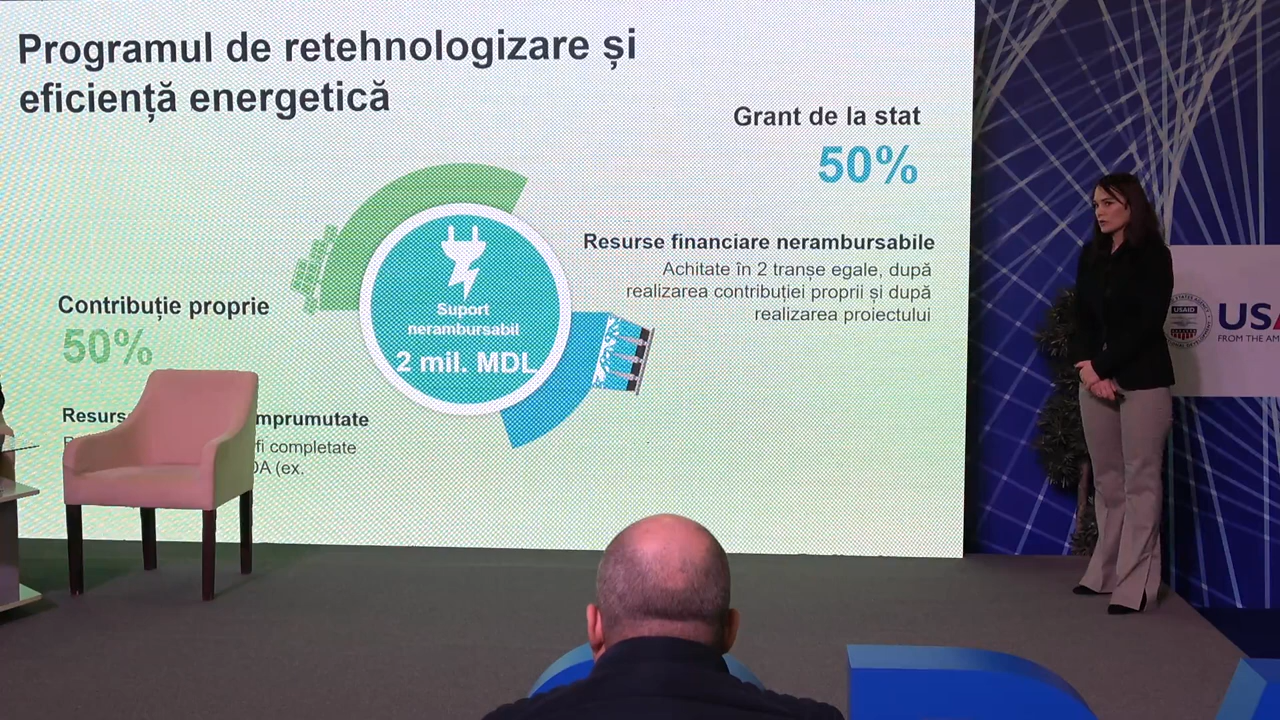 Programul de retehnologizare și
eficiență energetică
Grant de la stat
50%
Resurse financiare nerambursabile
Achitate în 2 tranșe egale, după
realizarea contribuției proprii și după
realizarea proiectului
Suport
nerambursabil
2 mil. MDL
Contribuție proprie
50%
Resurs
mprumutate
fi completate
DA (ex.
USAID
USA
FROM THE AM